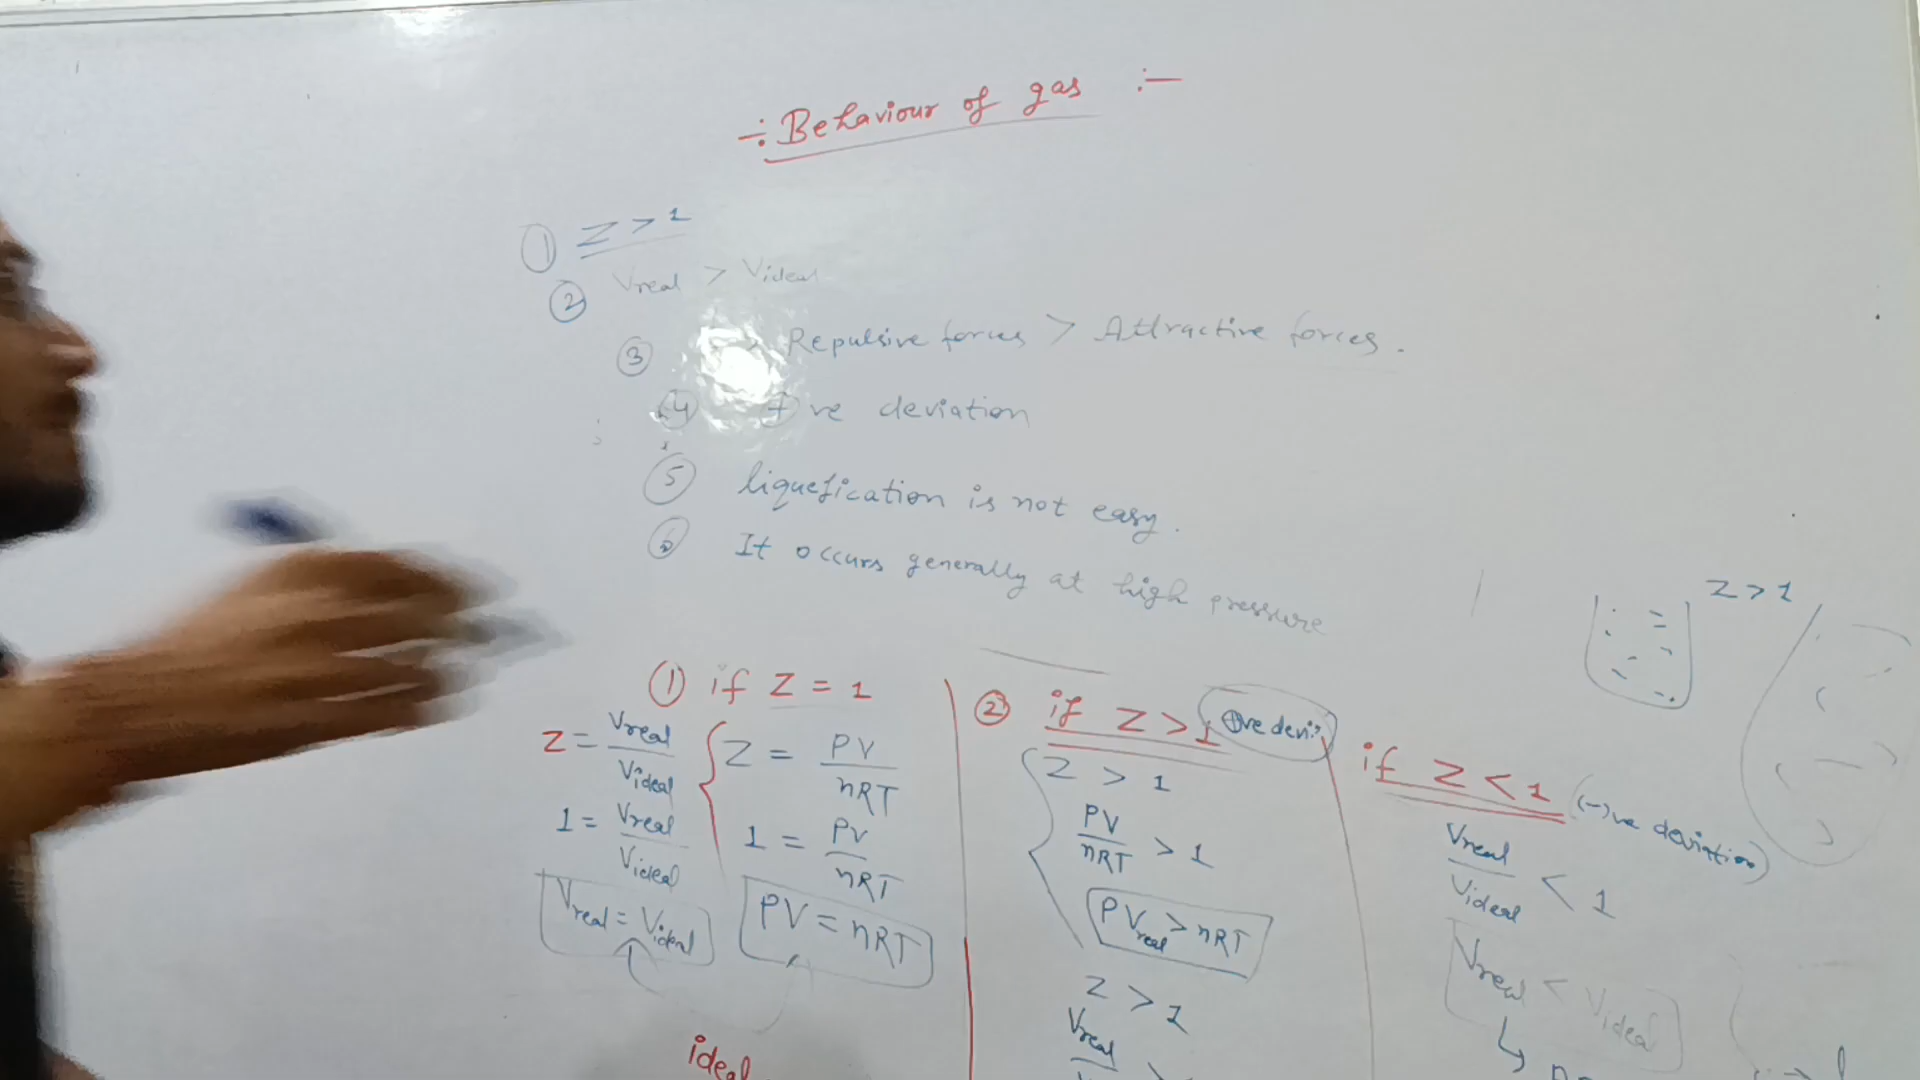 ÷ Behaviour of gas :-
① Z > 1
② Vreal > Videal
③ → Repulsive forces > Attractive forces.
④ ⊕ve deviation
⑤ liquefication is not easy.
⑥ It occurs generally at high pressure
Z > 1
① if Z = 1
Z = Vreal / Videal
1 = Vreal / Videal
Vreal = Videal
Z = PV / nRT
1 = PV / nRT
PV = nRT
ideal
② if Z > 1 ⊕ve devi:
Z > 1
PV / nRT > 1
PVreal > nRT
Z > 1
Vreal
if Z < 1 (-)ve deviation)
Vreal / Videal < 1
Vreal < Videal